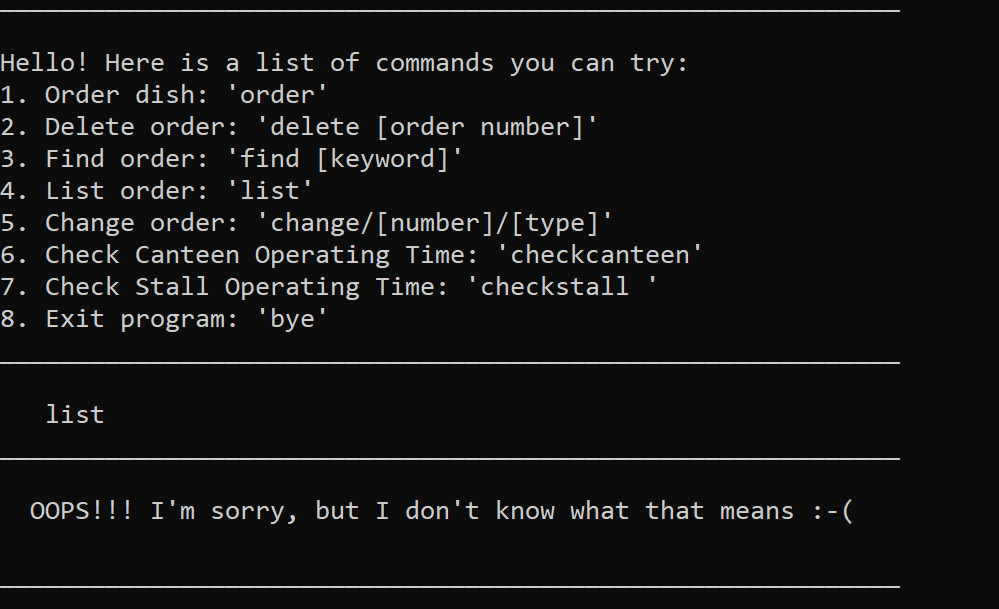 Hello! Here is a list of commands you can try:
1. Order dish: 'order'
2. Delete order: 'delete [order number]'
3. Find order: 'find [keyword]'
4. List order: 'list'
5. Change order: 'change/[number]/[type]'
6. Check Canteen Operating Time: 'checkcanteen'
7. Check Stall Operating Time: 'checkstall '
8. Exit program: 'bye'
list
OOPS!!! I'm sorry, but I don't know what that means :-(